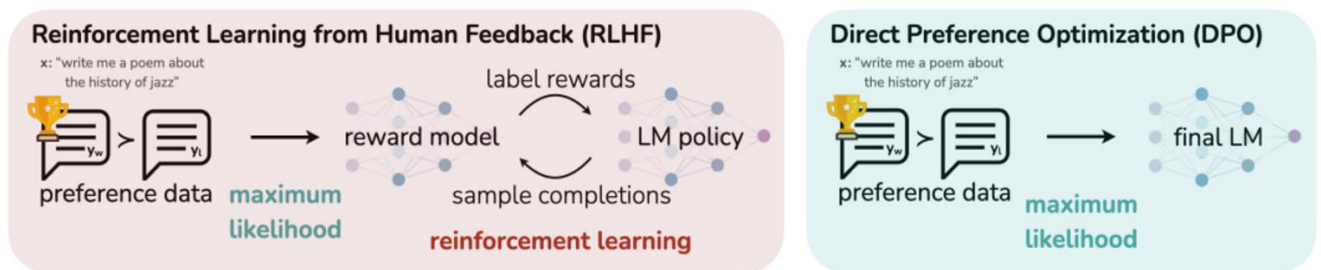 Reinforcement Learning from Human Feedback (RLHF)
x: "write me a poem about
the history of jazz"
label rewards
yw
>
yl
reward model
LM policy
preference data
maximum
likelihood
sample completions
reinforcement learning
Direct Preference Optimization (DPO)
x: "write me a poem about
the history of jazz"
yw
>
yl
final LM
preference data
maximum
likelihood